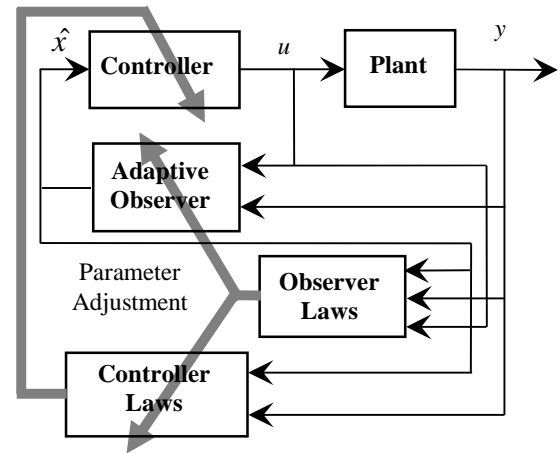 x̂
Controller
u
Plant
y
Adaptive
Observer
Parameter
Adjustment
Observer
Laws
Controller
Laws